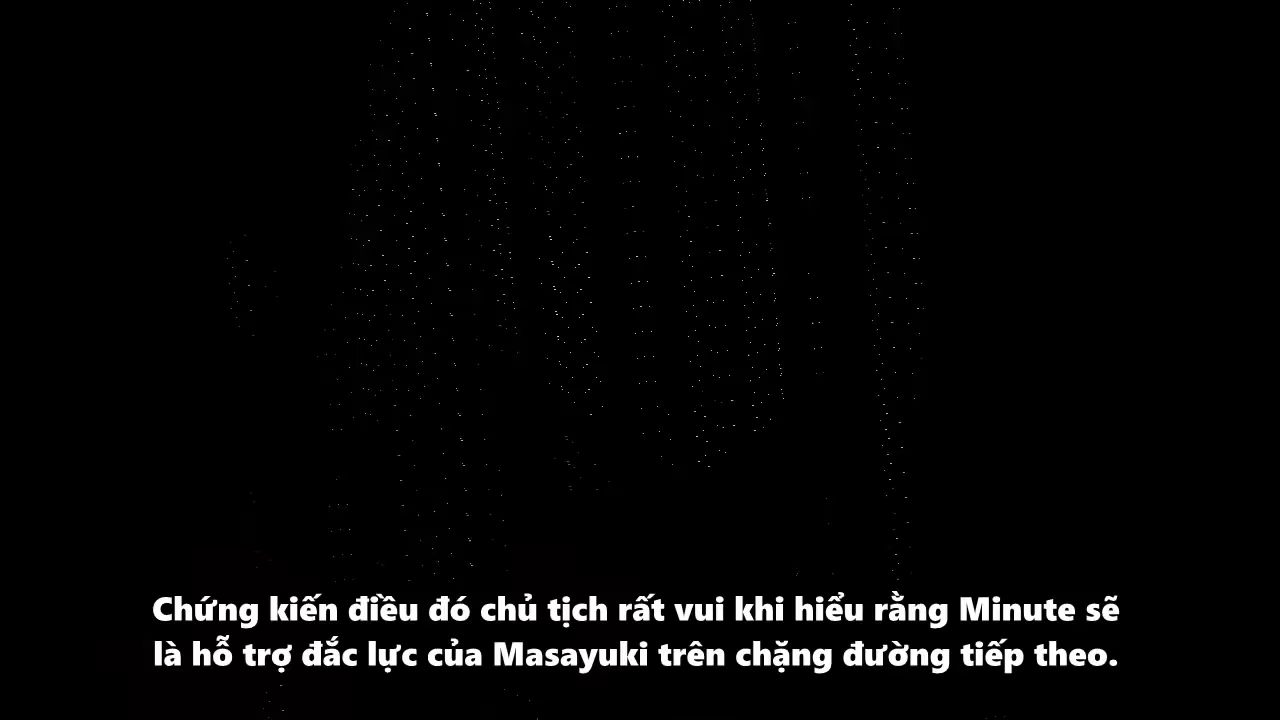 Chứng kiến điều đó chủ tịch rất vui khi hiểu rằng Minute sẽ
là hỗ trợ đắc lực của Masayuki trên chặng đường tiếp theo.